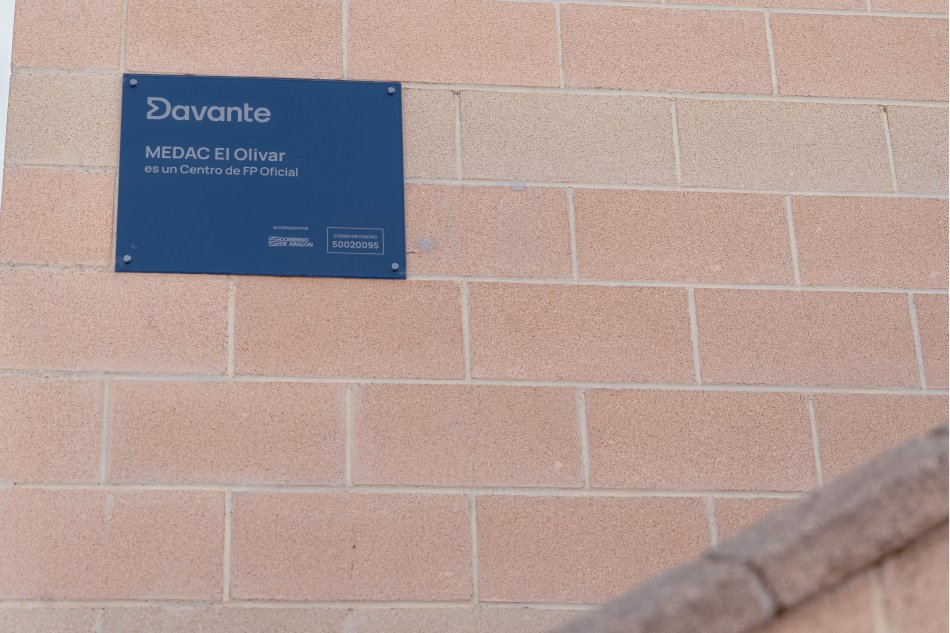 Davante
MEDAC El Olivar
es un Centro de FP Oficial
AUTORIZADO POR
GOBIERNO
DE ARAGON
CÓDIGO DE CENTRO
50020095